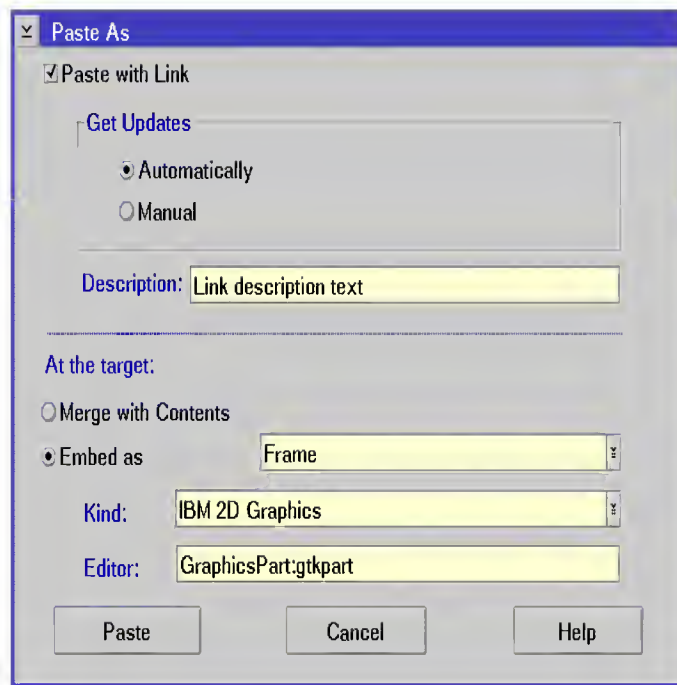 Paste As
Paste with Link
Get Updates
Automatically
Manual
Description: Link description text
At the target:
Merge with Contents
Embed as Frame
Kind: IBM 2D Graphics
Editor: GraphicsPart:gtkpart
Paste Cancel Help